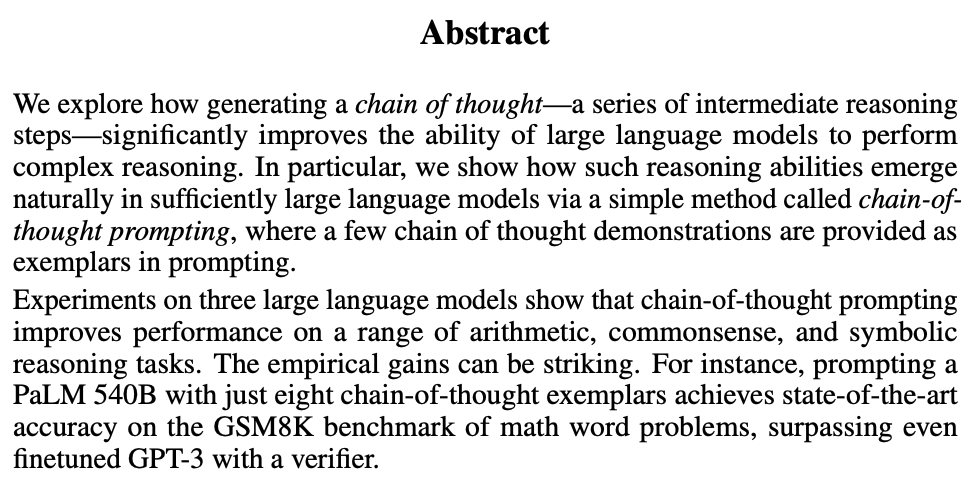 Abstract
We explore how generating a chain of thought—a series of intermediate reasoning
steps—significantly improves the ability of large language models to perform
complex reasoning. In particular, we show how such reasoning abilities emerge
naturally in sufficiently large language models via a simple method called chain-of-
thought prompting, where a few chain of thought demonstrations are provided as
exemplars in prompting.
Experiments on three large language models show that chain-of-thought prompting
improves performance on a range of arithmetic, commonsense, and symbolic
reasoning tasks. The empirical gains can be striking. For instance, prompting a
PaLM 540B with just eight chain-of-thought exemplars achieves state-of-the-art
accuracy on the GSM8K benchmark of math word problems, surpassing even
finetuned GPT-3 with a verifier.